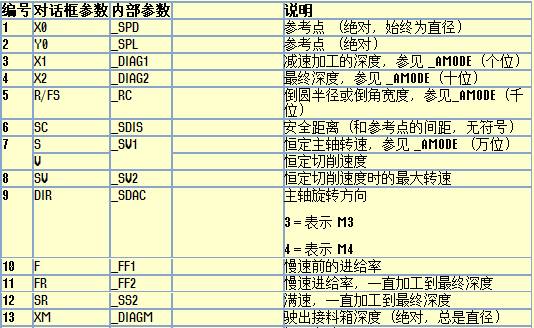 编号 对话框参数 内部参数 说明
1 X0 _SPD 参考点 (绝对, 始终为直径)
2 Y0 _SPL 参考点 (绝对)
3 X1 _DIAG1 减速加工的深度, 参见 _AMODE (个位)
4 X2 _DIAG2 最终深度, 参见 _AMODE (十位)
5 R/FS _RC 倒圆半径或倒角宽度, 参见_AMODE (千
位)
6 SC _SDIS 安全距离 (和参考点的间距, 无符号)
7 S _SV1 恒定主轴转速, 参见 _AMODE (万位)
V 恒定切削速度
8 SV _SV2 恒定切削速度时的最大转速
9 DIR _SDAC 主轴旋转方向
3 = 表示 M3
4 = 表示 M4
10 F _FF1 慢速前的进给率
11 FR _FF2 慢速进给率, 一直加工到最终深度
12 SR _SS2 满速, 一直加工到最终深度
13 XM _DIAGM 驶出接料箱深度 (绝对, 总是直径)